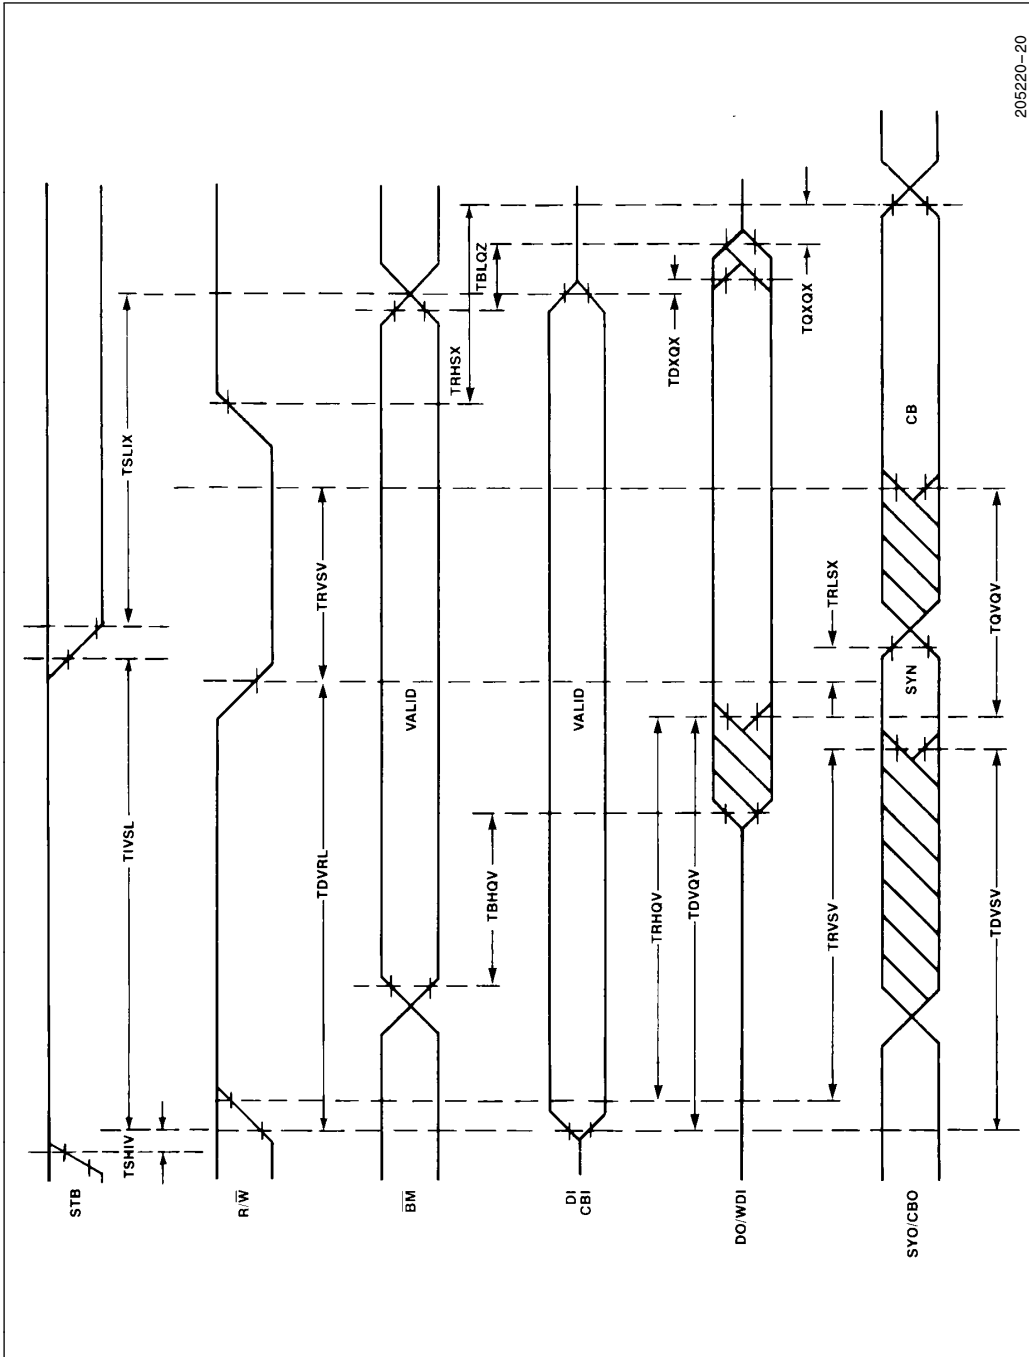 STB
TSHIV
TIVSL
TSLIX
R/W̅
TDVRL
TRVSV
TRHSX
B̅M̅
VALID
TBHQV
TBLQZ
DI
CBI
VALID
TRHQV
TDVQV
TDXQX
DO/WDI
TQXQX
TRVSV
TRLSX
SYO/CBO
SYN
CB
TDVSV
TQVQV
205220–20